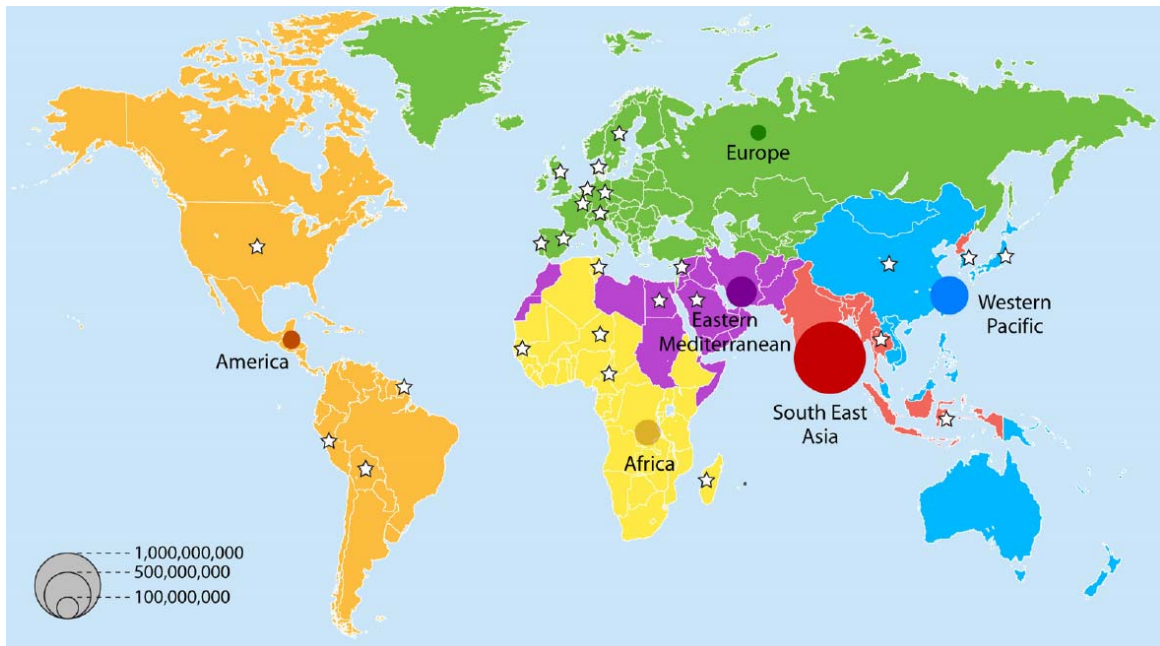 Europe
Western
Pacific
Eastern
Mediterranean
America
South East
Asia
Africa
1,000,000,000
500,000,000
100,000,000